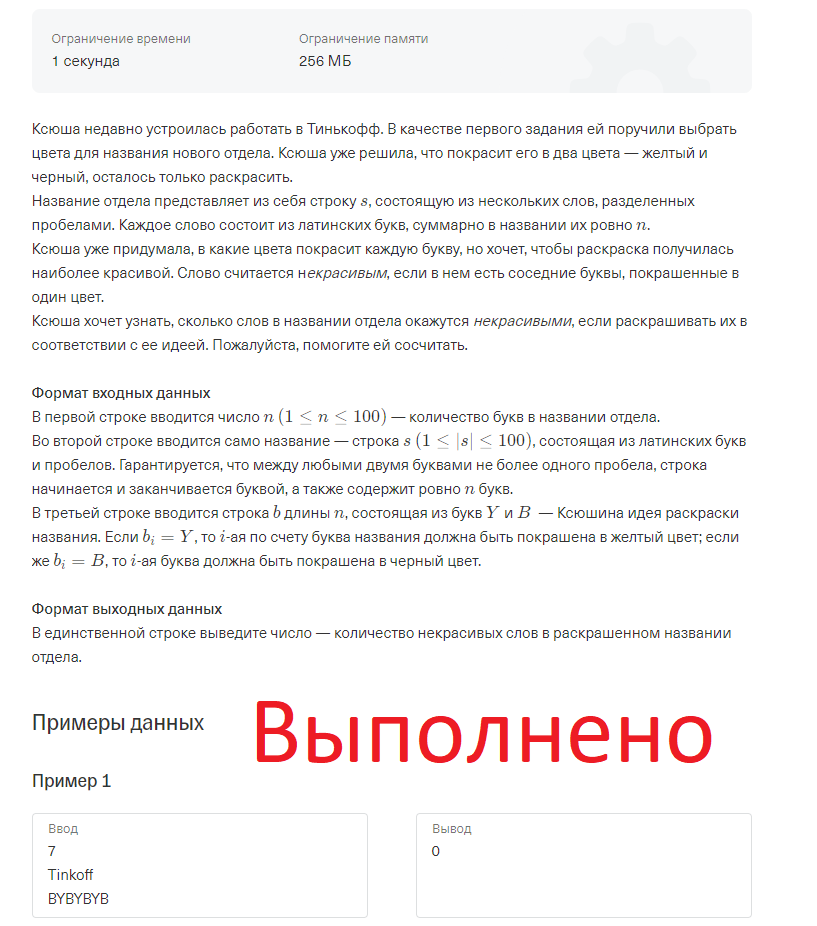 Ограничение времени
Ограничение памяти
1 секунда
256 МБ
Ксюша недавно устроилась работать в Тинькофф. В качестве первого задания ей поручили выбрать
цвета для названия нового отдела. Ксюша уже решила, что покрасит его в два цвета — желтый и
черный, осталось только раскрасить.
Название отдела представляет из себя строку s, состоящую из нескольких слов, разделенных
пробелами. Каждое слово состоит из латинских букв, суммарно в названии их ровно n.
Ксюша уже придумала, в какие цвета покрасит каждую букву, но хочет, чтобы раскраска получилась
наиболее красивой. Слово считается некрасивым, если в нем есть соседние буквы, покрашенные в
один цвет.
Ксюша хочет узнать, сколько слов в названии отдела окажутся некрасивыми, если раскрашивать их в
соответствии с ее идеей. Пожалуйста, помогите ей сосчитать.
Формат входных данных
В первой строке вводится число n (1 ≤ n ≤ 100) — количество букв в названии отдела.
Во второй строке вводится само название — строка s (1 ≤ |s| ≤ 100), состоящая из латинских букв
и пробелов. Гарантируется, что между любыми двумя буквами не более одного пробела, строка
начинается и заканчивается буквой, а также содержит ровно n букв.
В третьей строке вводится строка b длины n, состоящая из букв Y и B — Ксюшина идея раскраски
названия. Если bᵢ = Y, то i-ая по счету буква названия должна быть покрашена в желтый цвет; если
же bᵢ = B, то i-ая буква должна быть покрашена в черный цвет.
Формат выходных данных
В единственной строке выведите число — количество некрасивых слов в раскрашенном названии
отдела.
Примеры данных
Выполнено
Пример 1
Ввод
7
Tinkoff
BYBYBYB
Вывод
0